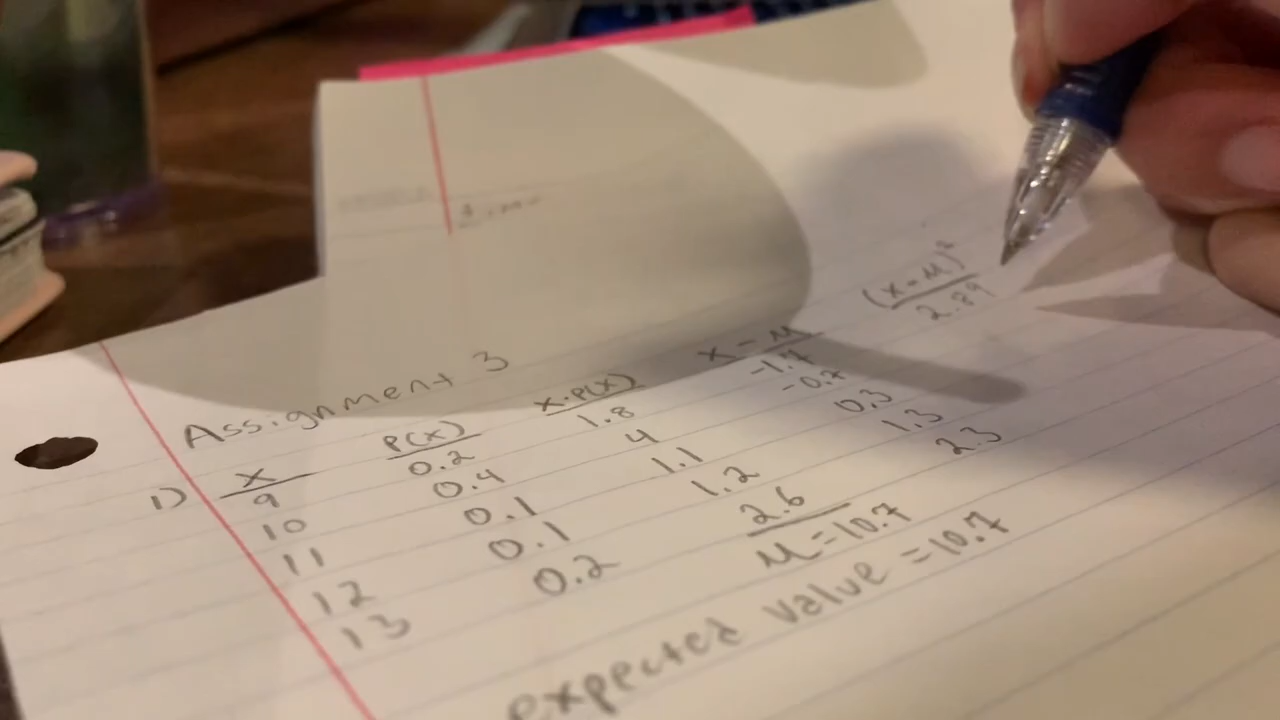 Assignment 3
1) X P(X) X·P(X) X-M (X-M)²
9 0.2 1.8 -1.7 2.89
10 0.4 4 -0.7
11 0.1 1.1 0.3
12 0.1 1.2 1.3
13 0.2 2.6 2.3
M=10.7
expected value = 10.7